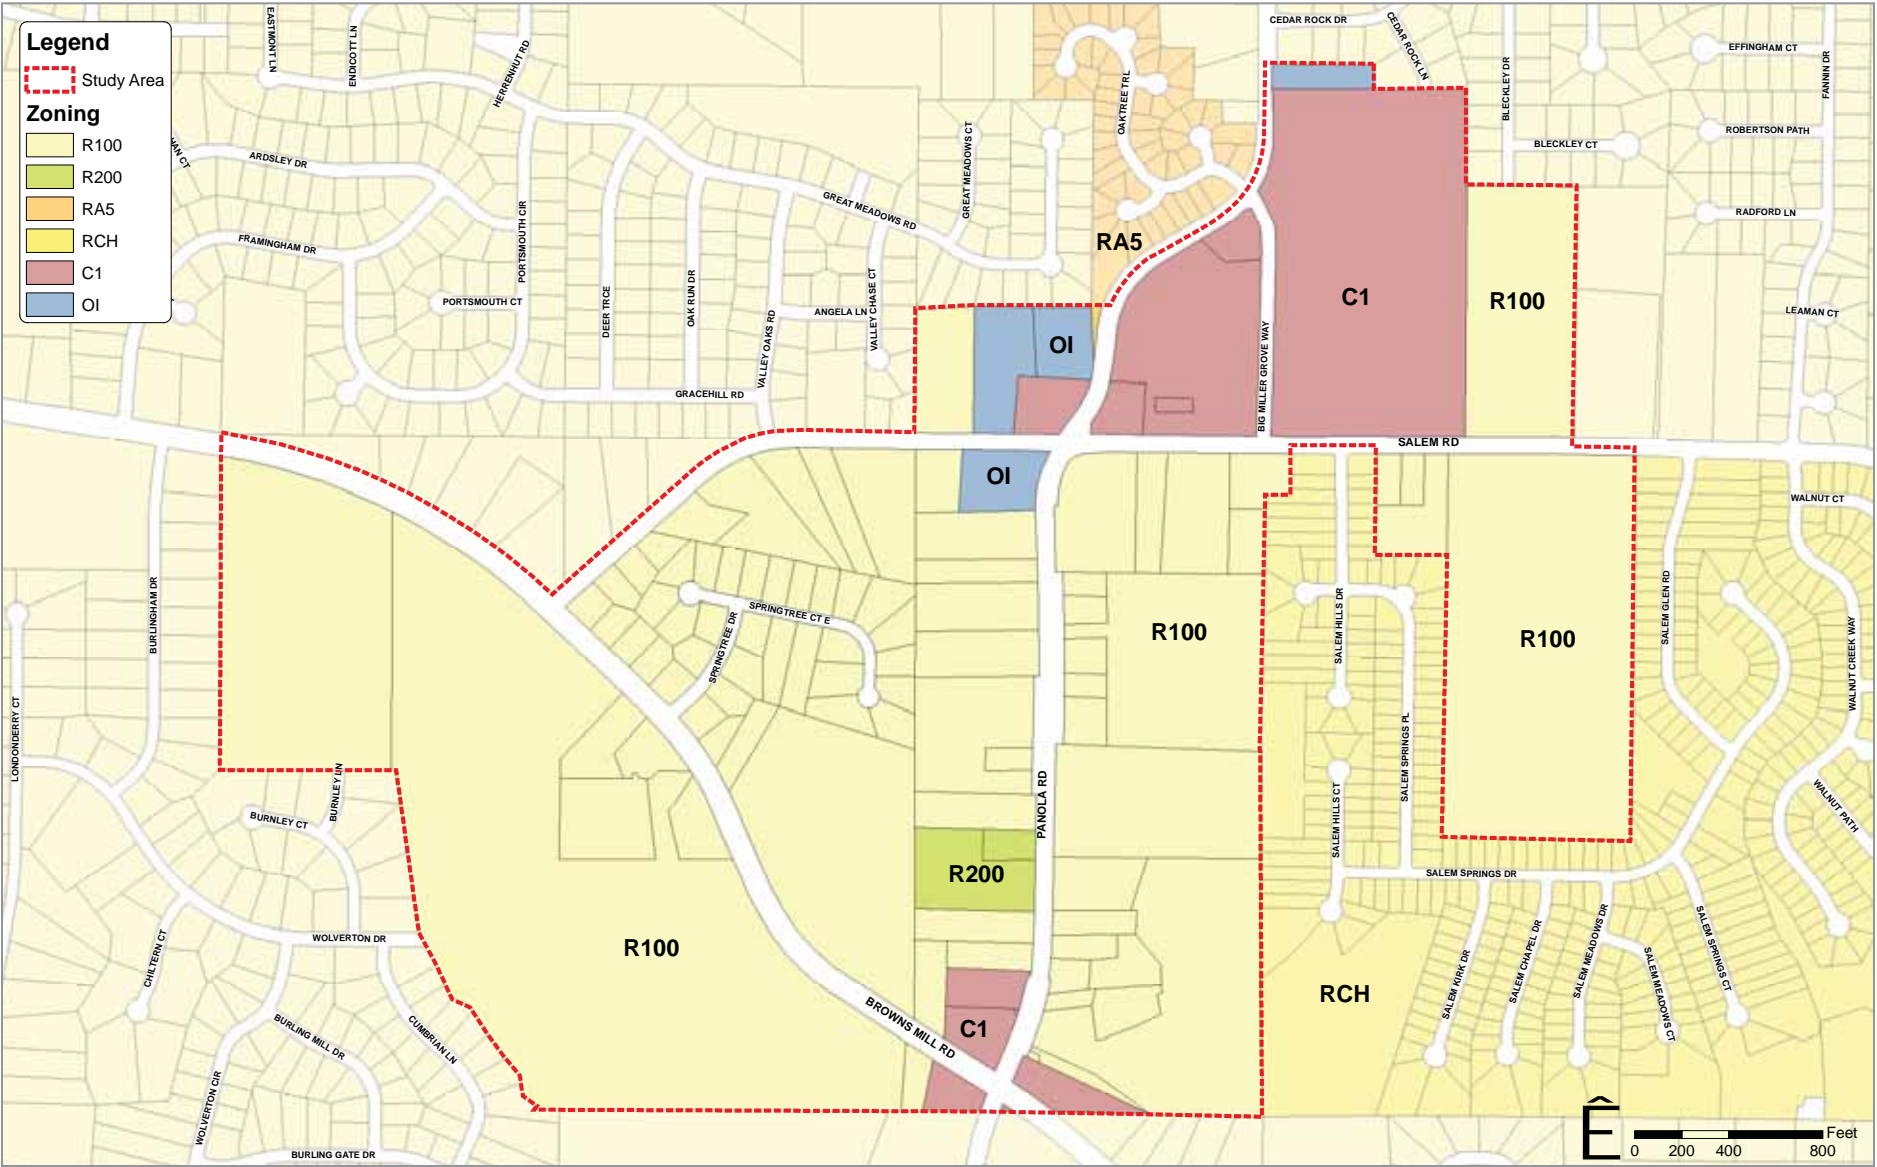 Legend
Study Area
Zoning
R100
R200
RA5
RCH
C1
OI
EASTMONT LN
ENDICOTT LN
HERRENHUT RD
OAKTREE TRL
CEDAR ROCK DR
CEDAR ROCK LN
BLECKLEY DR
BLECKLEY CT
EFFINGHAM CT
FANNIN DR
ROBERTSON PATH
RADFORD LN
LEAMAN CT
ARDSLEY DR
FRAMINGHAM DR
PORTSMOUTH CIR
PORTSMOUTH CT
DEER TRCE
OAK RUN DR
VALLEY OAKS RD
ANGELA LN
VALLEY CHASE CT
GREAT MEADOWS RD
GREAT MEADOWS CT
GRACEHILL RD
RA5
OI
C1
R100
BIG MILLER GROVE WAY
SALEM RD
OI
WALNUT CT
BURLINGHAM DR
LONDONDERRY CT
SPRINGTREE CT E
SPRINGTREE DR
R100
SALEM HILLS DR
SALEM SPRINGS PL
R100
SALEM GLEN RD
WALNUT CREEK WAY
WALNUT PATH
BURNLEY LN
BURNLEY CT
PANOLA RD
SALEM HILLS CT
R200
SALEM SPRINGS DR
WOLVERTON DR
CHILTERN CT
R100
RCH
SALEM KIRK DR
SALEM CHAPEL DR
SALEM MEADOWS DR
SALEM MEADOWS CT
SALEM SPRINGS CT
BURLING MILL DR
CUMBRIAN LN
BROWNS MILL RD
C1
WOLVERTON CIR
BURLING GATE DR
Ê
Feet
0 200 400 800